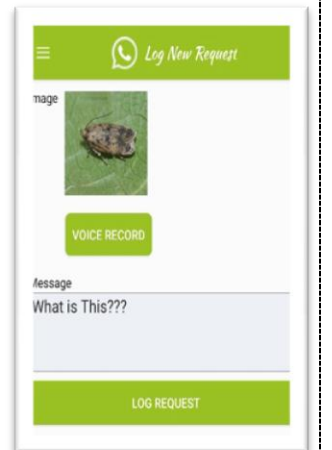 Log New Request
mage
VOICE RECORD
Message
What is This???
LOG REQUEST